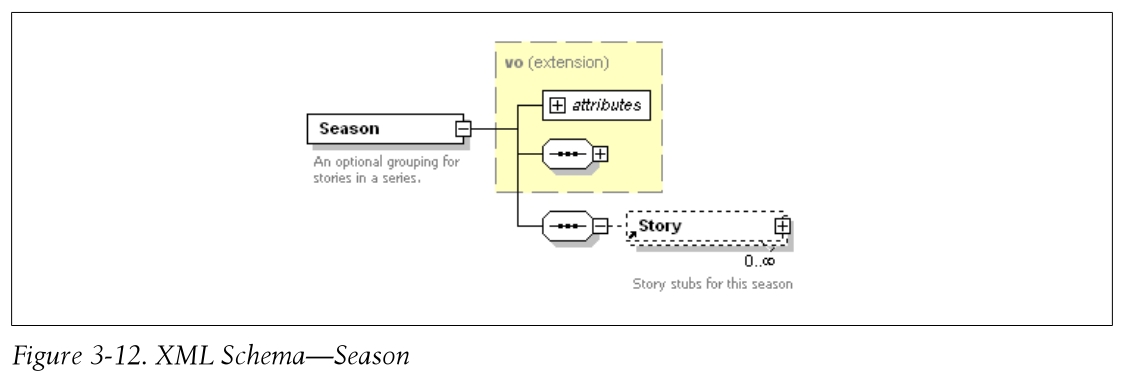 vo (extension)
attributes
Season
An optional grouping for
stories in a series.
Story
0..∞
Story stubs for this season
Figure 3-12. XML Schema—Season